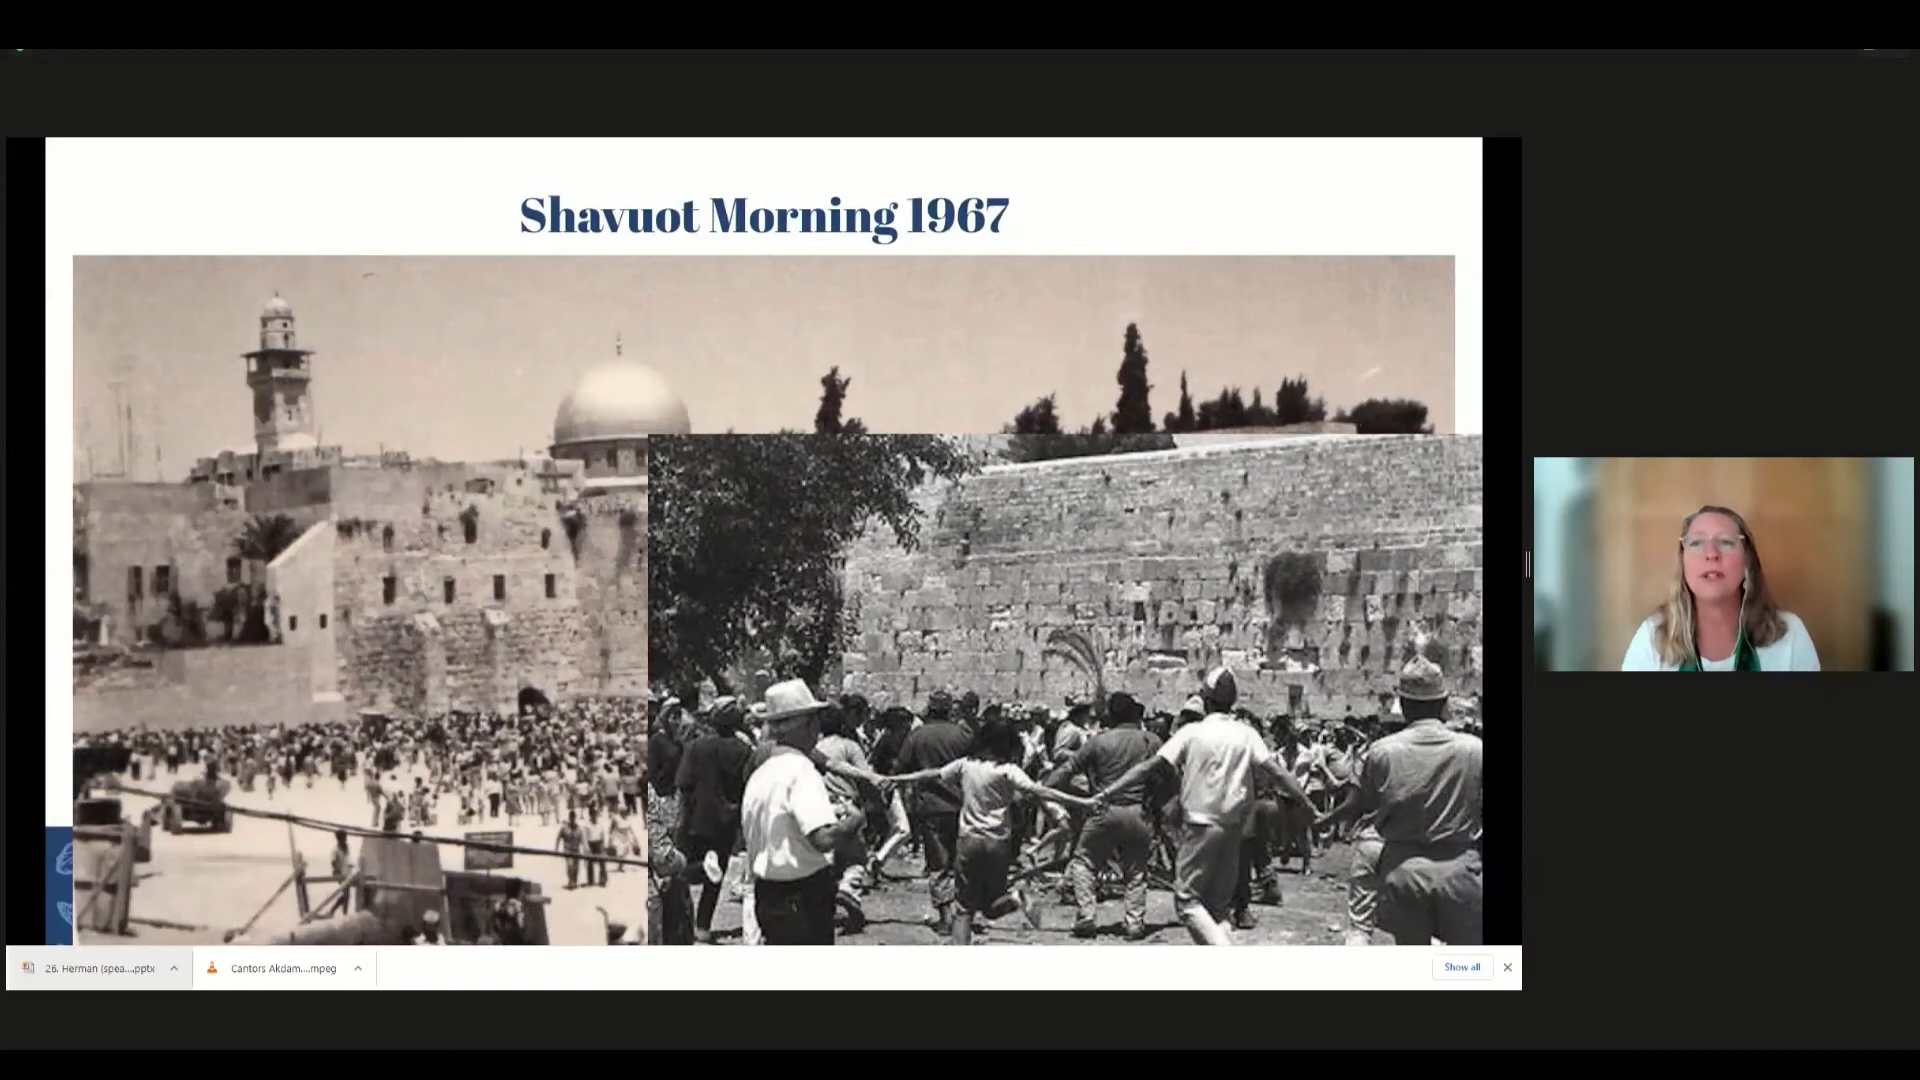 Shavuot Morning 1967
26. Herman (spea....pptx
Cantors Akdam....mpeg
Show all